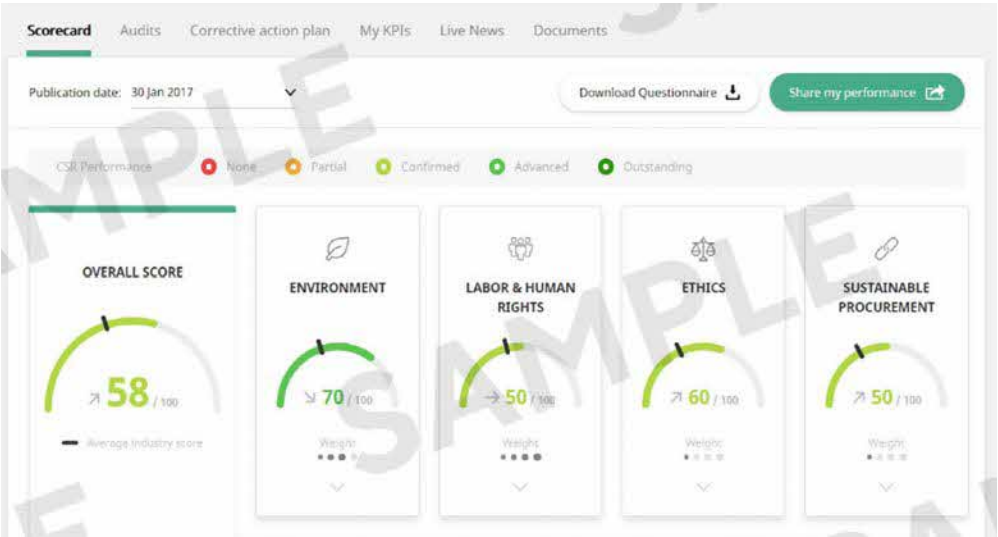 Scorecard Audits Corrective action plan My KPIs Live News Documents
Publication date: 30 Jan 2017
Download Questionnaire
Share my performance
CSR Performance None Partial Confirmed Advanced Outstanding
OVERALL SCORE
58 / 100
Average industry score
ENVIRONMENT
70 / 100
Weight
LABOR & HUMAN
RIGHTS
50 / 100
Weight
ETHICS
60 / 100
Weight
SUSTAINABLE
PROCUREMENT
50 / 100
Weight
SAMPLE
SAMPLE